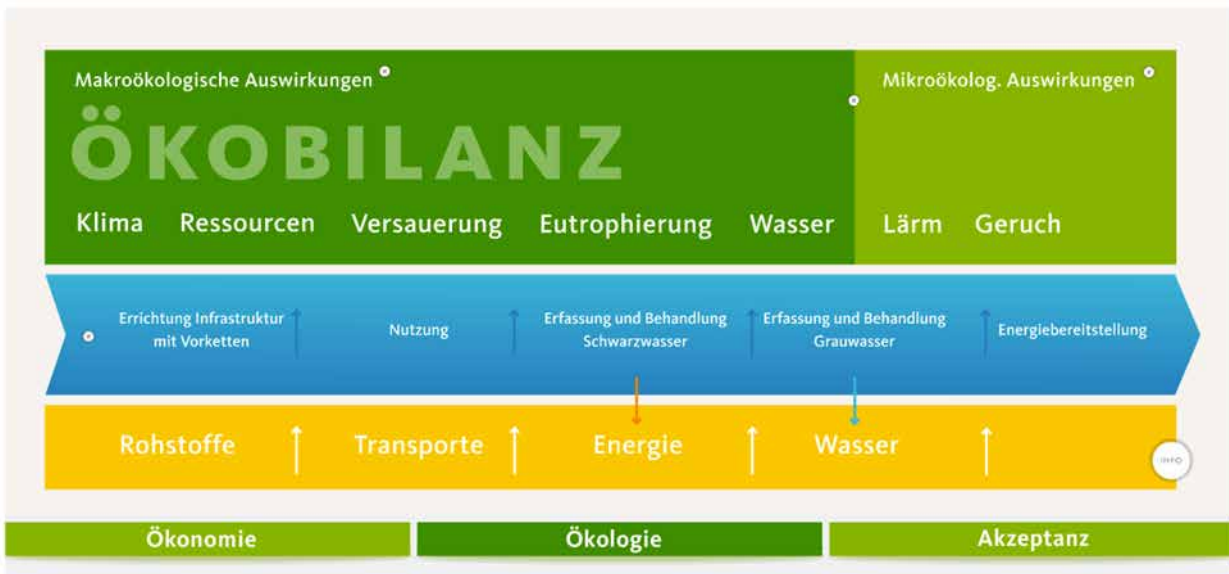 Makroökologische Auswirkungen
Mikroökolog. Auswirkungen
ÖKOBILANZ
Klima Ressourcen Versauerung Eutrophierung Wasser Lärm Geruch
Errichtung Infrastruktur
mit Vorketten
Nutzung
Erfassung und Behandlung
Schwarzwasser
Erfassung und Behandlung
Grauwasser
Energiebereitstellung
Rohstoffe Transporte Energie Wasser
Ökonomie Ökologie Akzeptanz